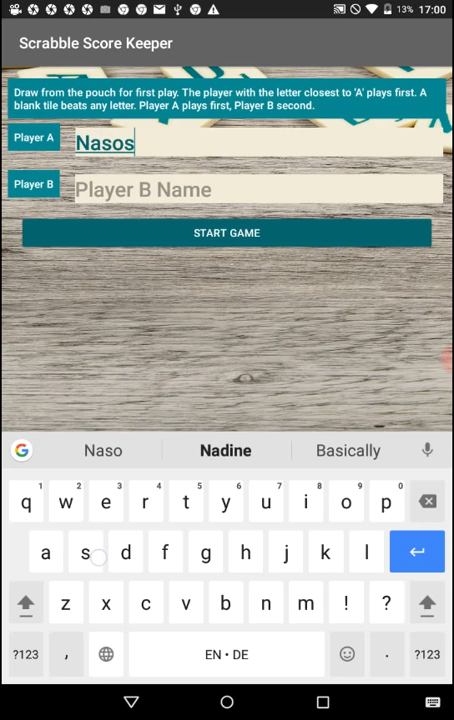 13% 17:00
Scrabble Score Keeper
Draw from the pouch for first play. The player with the letter closest to 'A' plays first. A
blank tile beats any letter. Player A plays first, Player B second.
Player A Nasos
Player B Player B Name
START GAME
G Naso Nadine Basically
1 2 3 4 5 6 7 8 9 0
q w e r t y u i o p
a s d f g h j k l
z x c v b n m ! ?
?123 , EN • DE . ?123